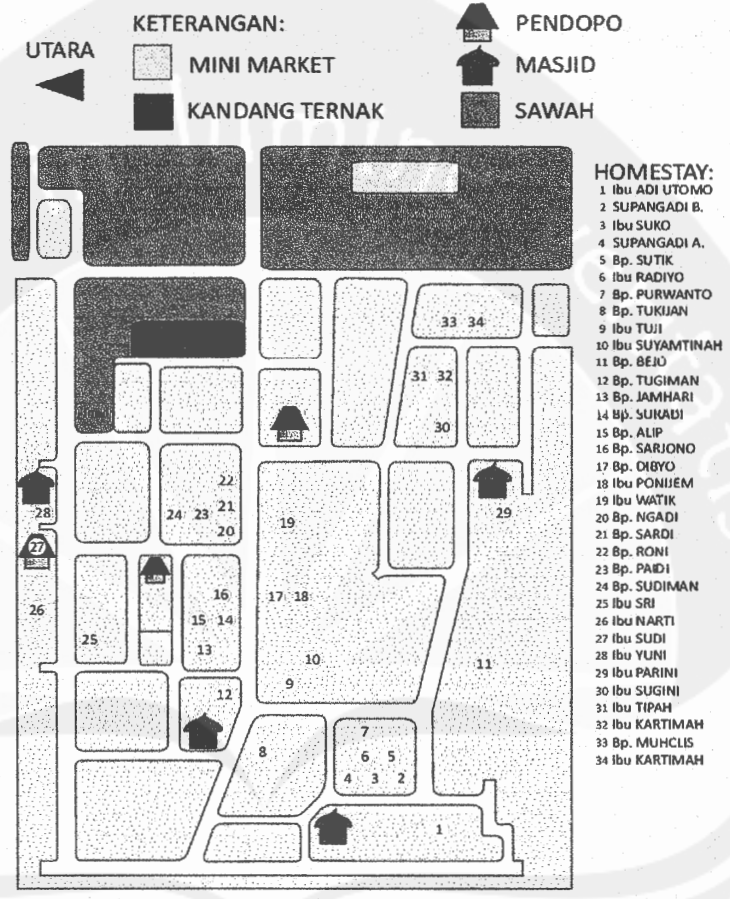 KETERANGAN:
UTARA
MINI MARKET
KANDANG TERNAK
PENDOPO
MASJID
SAWAH
HOMESTAY:
1 Ibu ADI UTOMO
2 SUPANGADI B.
3 Ibu SUKO
4 SUPANGADI A.
5 Bp. SUTIK
6 Ibu RADIYO
7 Bp. PURWANTO
8 Bp. TUKIJAN
9 Ibu TUJI
10 Ibu SUYAMTINAH
11 Bp. BEJO
12 Bp. TUGIMAN
13 Bp. JAMHARI
14 Bp. SUKADI
15 Bp. ALIP
16 Bp. SARJONO
17 Bp. DIBYO
18 Ibu PONIJEM
19 Ibu WATIK
20 Bp. NGADI
21 Bp. SARDI
22 Bp. RONI
23 Bp. PAIDI
24 Bp. SUDIMAN
25 Ibu SRI
26 Ibu NARTI
27 Ibu SUDI
28 Ibu YUNI
29 Ibu PARINI
30 Ibu SUGINI
31 Ibu TIPAH
32 Ibu KARTIMAH
33 Bp. MUHCLIS
34 Ibu KARTIMAH
33 34
31 32
30
22
21
24 23
20
28
29
19
27
16
17 18
26
15 14
25
13
10
11
9
12
7
8
6 5
4 3 2
1